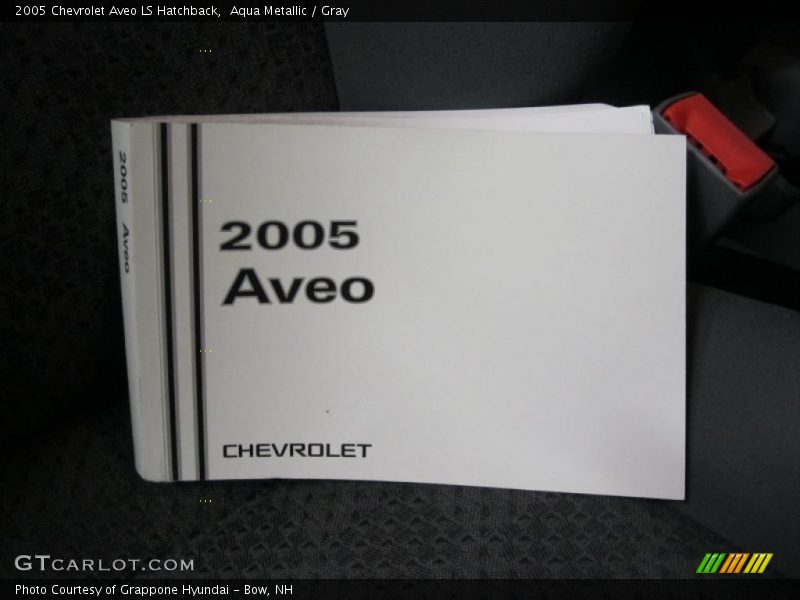 2005 Chevrolet Aveo LS Hatchback,  Aqua Metallic / Gray
2005 Aveo
2005
Aveo
CHEVROLET
GTCARLOT.COM
Photo Courtesy of Grappone Hyundai - Bow, NH